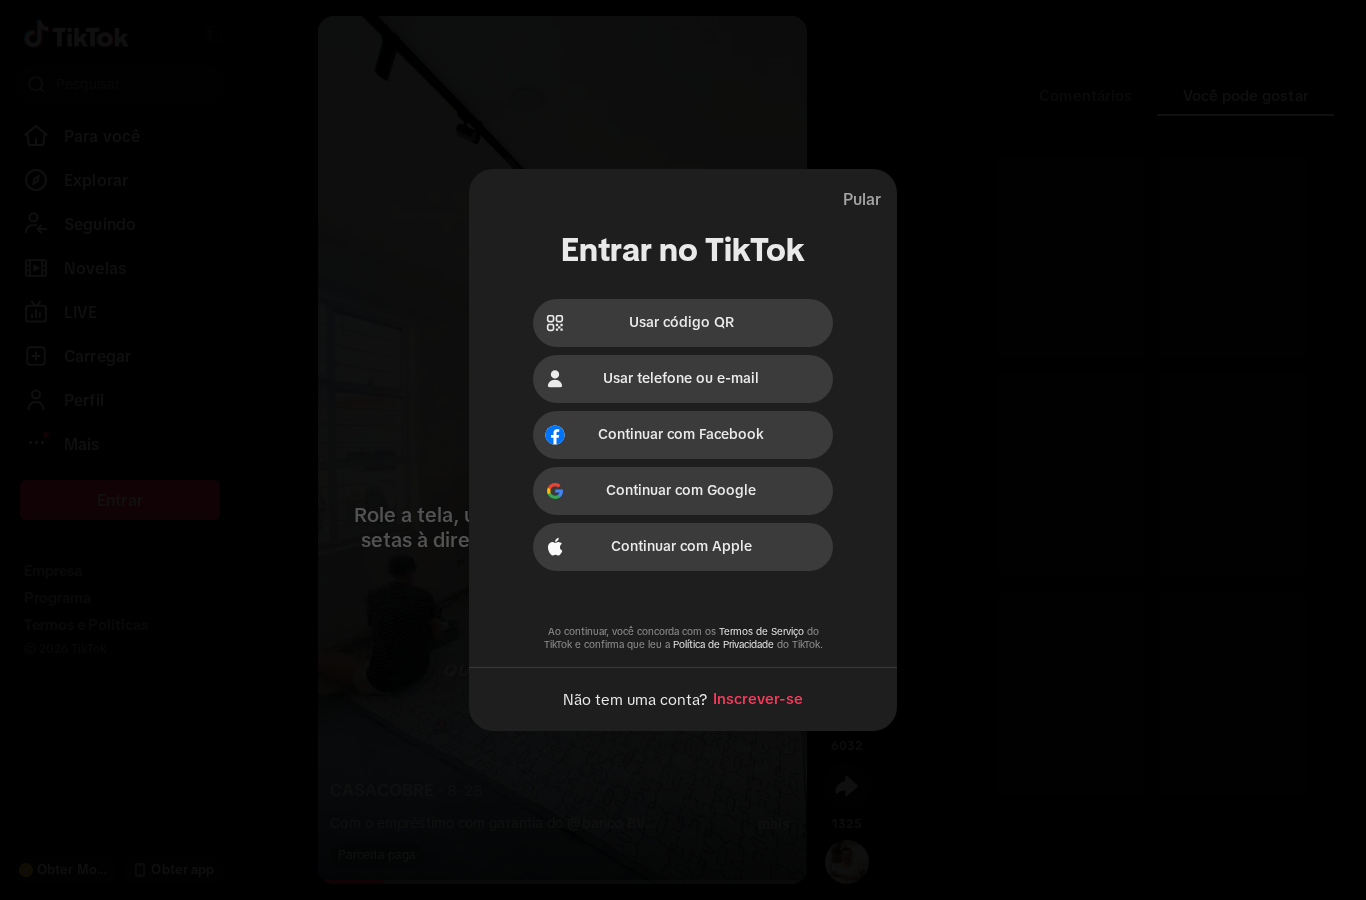 TikTok
Pesquisar
Para você
Explorar
Seguindo
Novelas
LIVE
Carregar
Perfil
Mais
Entrar
Empresa
Programa
Termos e Políticas
© 2026 TikTok
Obter Mo...
Obter app
Role a tela, u
setas à dire
CASACOBRE · 8-25
Com o empréstimo com garantia do @banco BV
mais
Parceria paga
Pular
Entrar no TikTok
Usar código QR
Usar telefone ou e-mail
Continuar com Facebook
Continuar com Google
Continuar com Apple
Ao continuar, você concorda com os Termos de Serviço do
TikTok e confirma que leu a Política de Privacidade do TikTok.
Não tem uma conta? Inscrever-se
6032
1325
Comentários
Você pode gostar